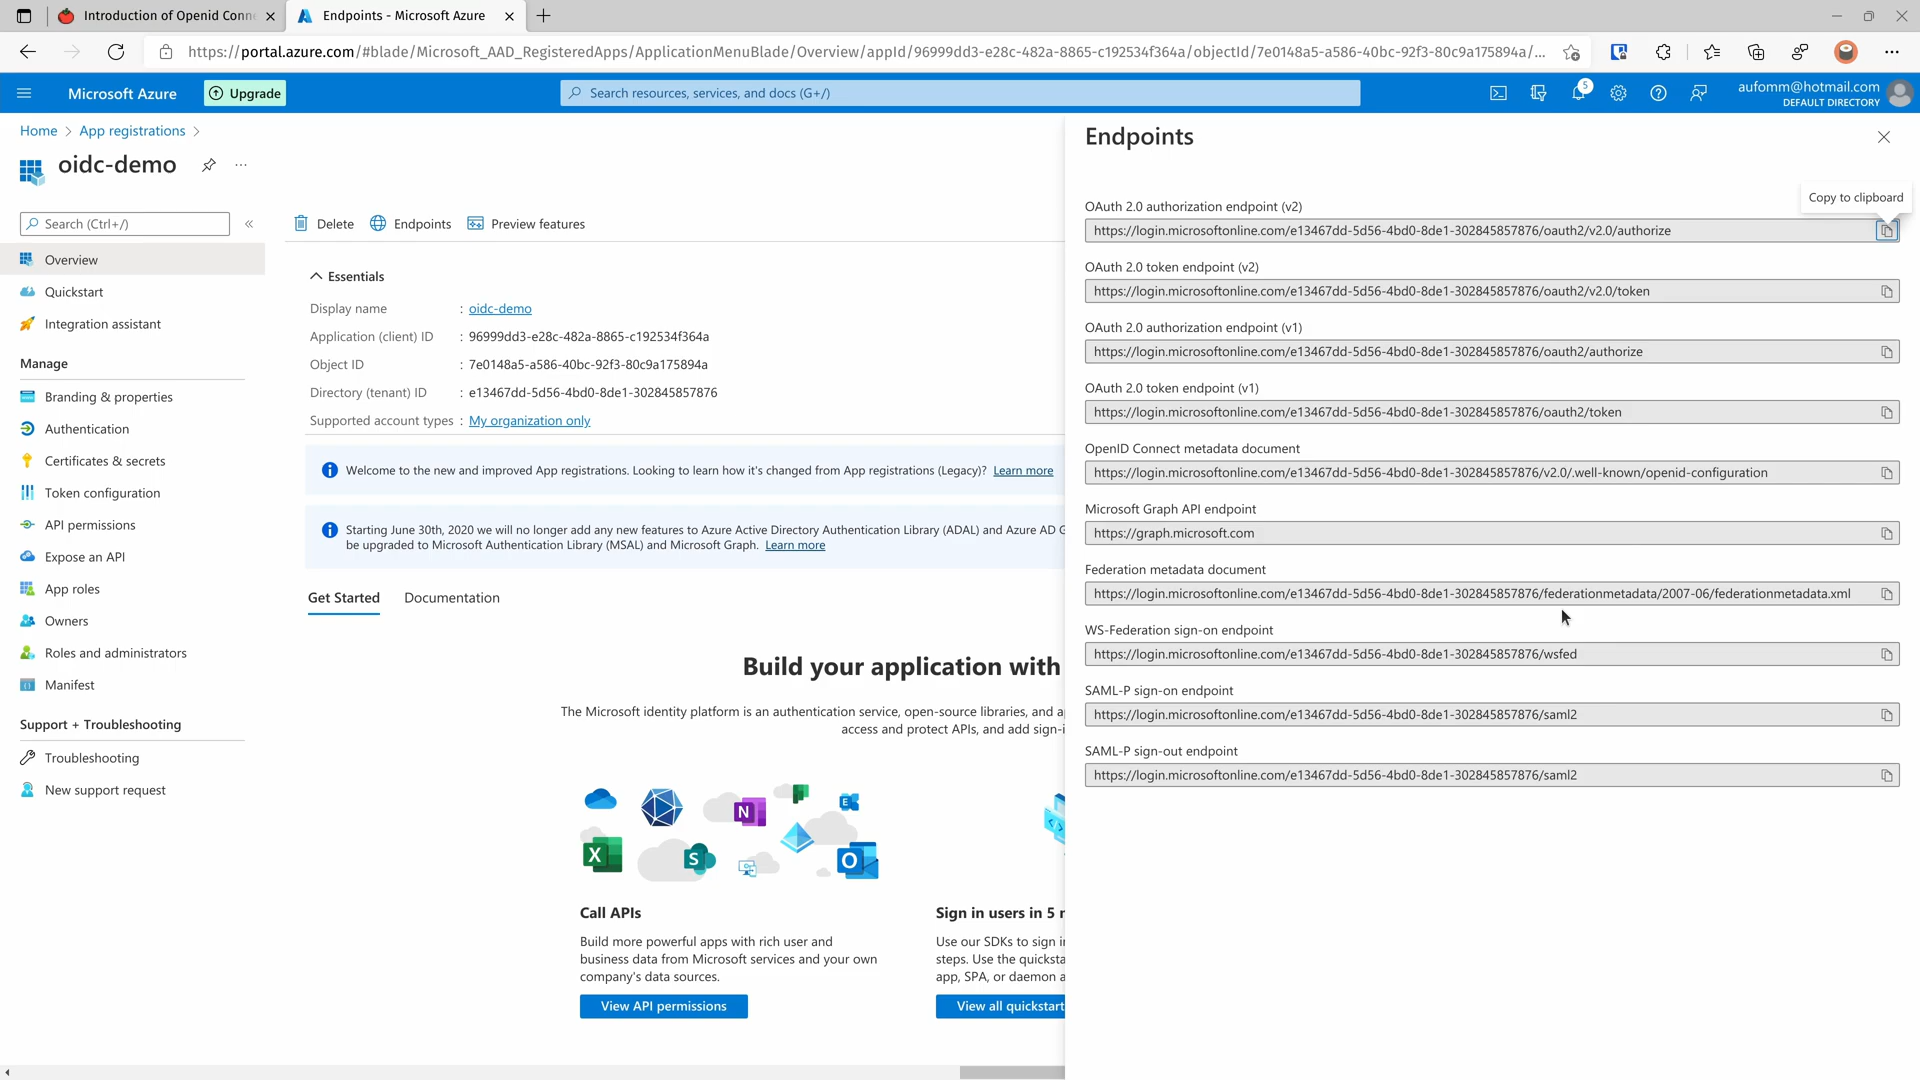 Introduction of Openid Conne
Endpoints - Microsoft Azure
https://portal.azure.com/#blade/Microsoft_AAD_RegisteredApps/ApplicationMenuBlade/Overview/appId/96999dd3-e28c-482a-8865-c192534f364a/objectId/7e0148a5-a586-40bc-92f3-80c9a175894a/...
Microsoft Azure
Upgrade
Search resources, services, and docs (G+/)
5
aufomm@hotmail.com
DEFAULT DIRECTORY
Home > App registrations >
oidc-demo
Search (Ctrl+/)
Overview
Quickstart
Integration assistant
Manage
Branding & properties
Authentication
Certificates & secrets
Token configuration
API permissions
Expose an API
App roles
Owners
Roles and administrators
Manifest
Support + Troubleshooting
Troubleshooting
New support request
Delete
Endpoints
Preview features
Essentials
Display name : oidc-demo
Application (client) ID : 96999dd3-e28c-482a-8865-c192534f364a
Object ID : 7e0148a5-a586-40bc-92f3-80c9a175894a
Directory (tenant) ID : e13467dd-5d56-4bd0-8de1-302845857876
Supported account types : My organization only
Welcome to the new and improved App registrations. Looking to learn how it's changed from App registrations (Legacy)? Learn more
Starting June 30th, 2020 we will no longer add any new features to Azure Active Directory Authentication Library (ADAL) and Azure AD G
be upgraded to Microsoft Authentication Library (MSAL) and Microsoft Graph. Learn more
Get Started
Documentation
Build your application with
The Microsoft identity platform is an authentication service, open-source libraries, and a
access and protect APIs, and add sign-i
N
E
X
S
O
Call APIs
Build more powerful apps with rich user and
business data from Microsoft services and your own
company's data sources.
View API permissions
Sign in users in 5
Use our SDKs to sign i
steps. Use the quicksta
app, SPA, or daemon a
View all quickstart
Endpoints
Copy to clipboard
OAuth 2.0 authorization endpoint (v2)
https://login.microsoftonline.com/e13467dd-5d56-4bd0-8de1-302845857876/oauth2/v2.0/authorize
OAuth 2.0 token endpoint (v2)
https://login.microsoftonline.com/e13467dd-5d56-4bd0-8de1-302845857876/oauth2/v2.0/token
OAuth 2.0 authorization endpoint (v1)
https://login.microsoftonline.com/e13467dd-5d56-4bd0-8de1-302845857876/oauth2/authorize
OAuth 2.0 token endpoint (v1)
https://login.microsoftonline.com/e13467dd-5d56-4bd0-8de1-302845857876/oauth2/token
OpenID Connect metadata document
https://login.microsoftonline.com/e13467dd-5d56-4bd0-8de1-302845857876/v2.0/.well-known/openid-configuration
Microsoft Graph API endpoint
https://graph.microsoft.com
Federation metadata document
https://login.microsoftonline.com/e13467dd-5d56-4bd0-8de1-302845857876/federationmetadata/2007-06/federationmetadata.xml
WS-Federation sign-on endpoint
https://login.microsoftonline.com/e13467dd-5d56-4bd0-8de1-302845857876/wsfed
SAML-P sign-on endpoint
https://login.microsoftonline.com/e13467dd-5d56-4bd0-8de1-302845857876/saml2
SAML-P sign-out endpoint
https://login.microsoftonline.com/e13467dd-5d56-4bd0-8de1-302845857876/saml2